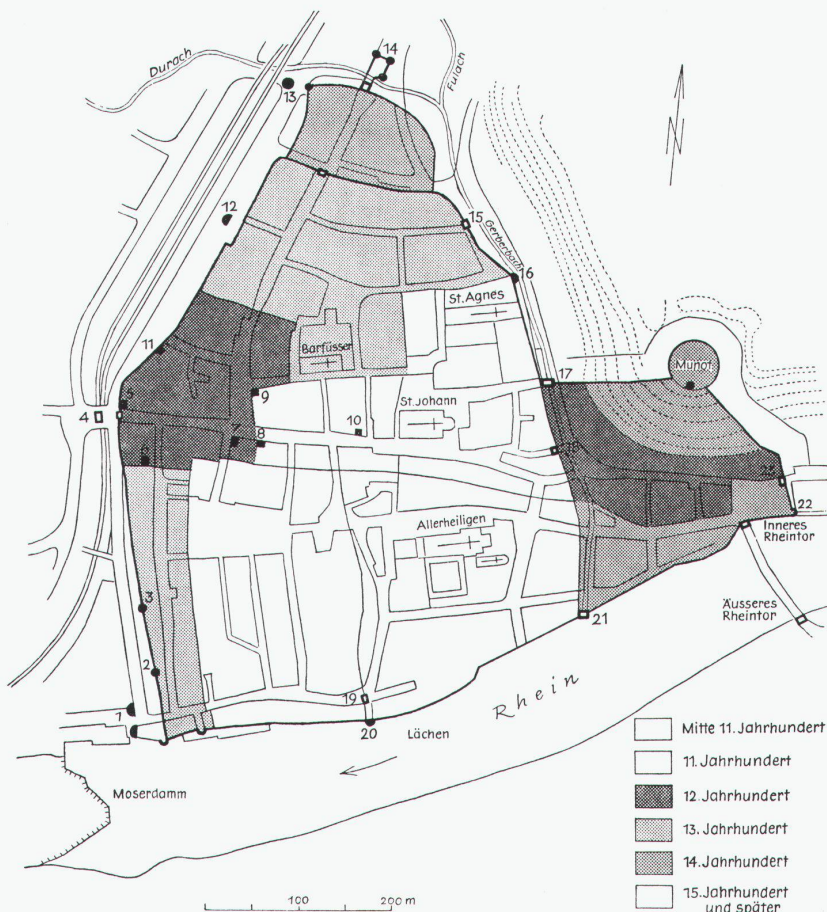 14
Durach
Fulach
13
N
12
15
Gerberbach
16
St. Agnes
11
Barfüsser
17
Munot
5
9
4
St. Johann
10
7
8
6
23
22
Allerheiligen
Inneres
Rheintor
3
Äusseres
Rheintor
21
2
19
Rhein
1
20
Lächen
Mitte 11. Jahrhundert
11. Jahrhundert
Moserdamm
12. Jahrhundert
13. Jahrhundert
14. Jahrhundert
15. Jahrhundert
und später
100
200 m